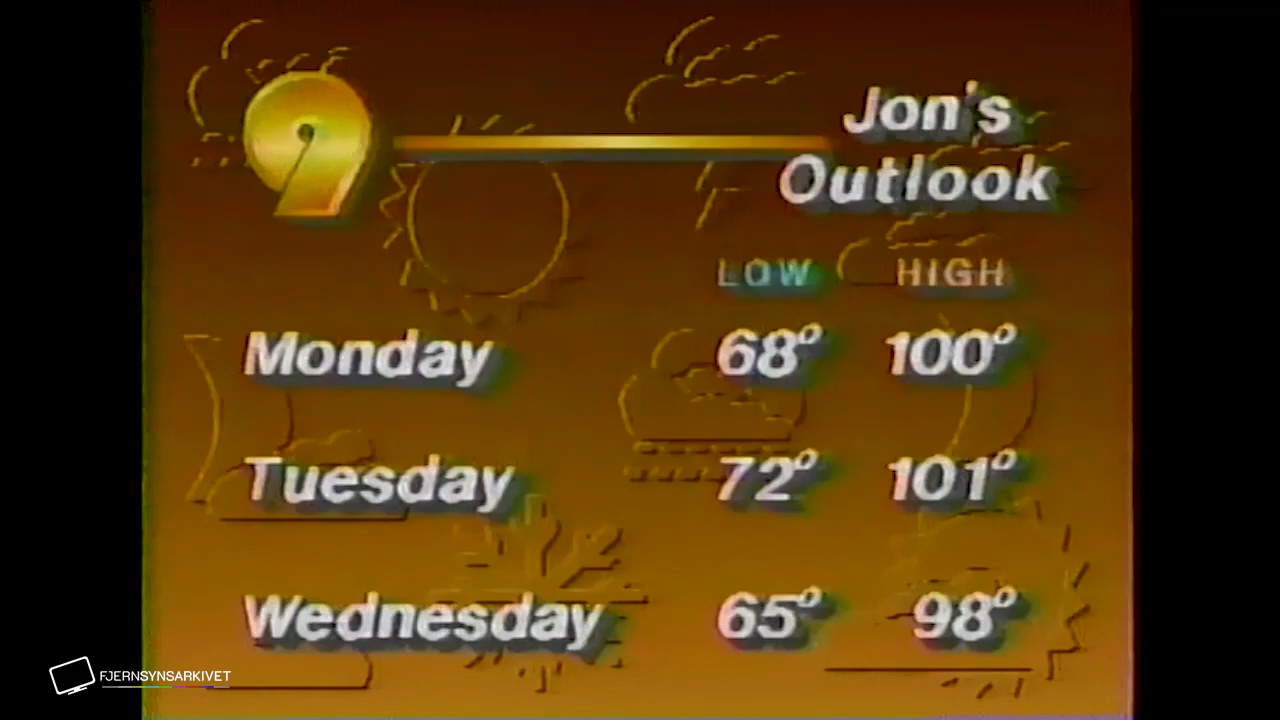 9
Jon's
Outlook
LOW HIGH
Monday 68° 100°
Tuesday 72° 101°
Wednesday 65° 98°
FJERNSYNSARKIVET